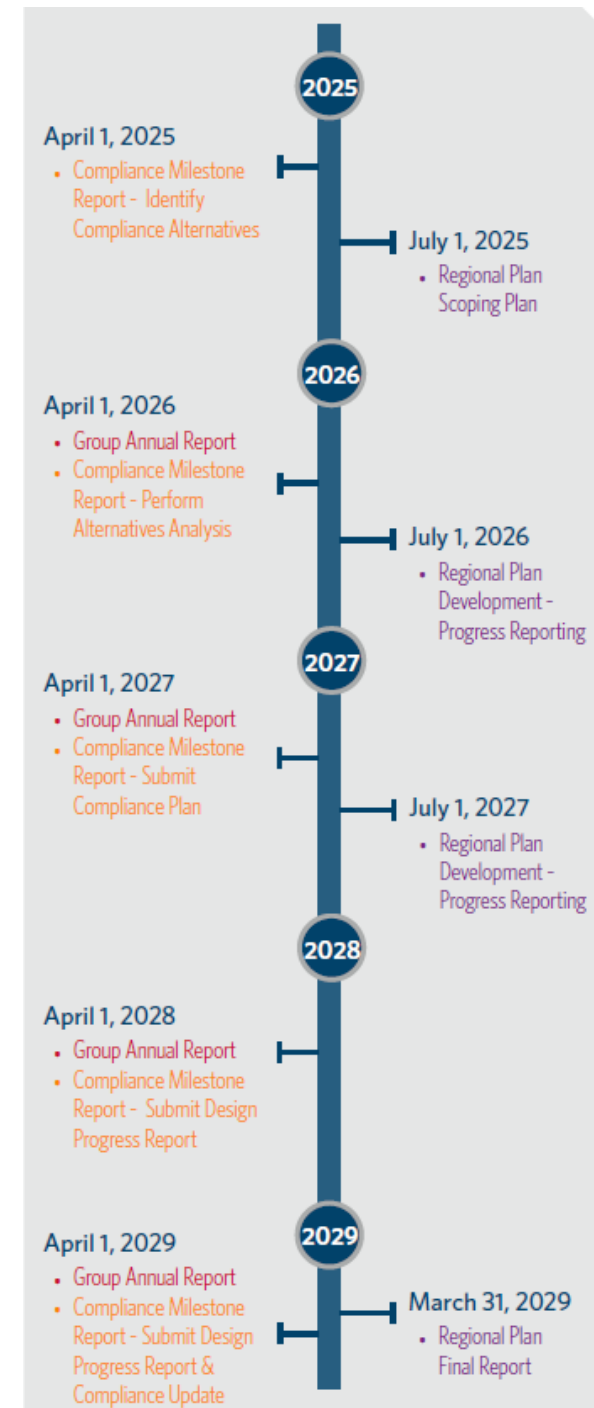 2025
April 1, 2025
• Compliance Milestone
Report - Identify
Compliance Alternatives
July 1, 2025
• Regional Plan
Scoping Plan
2026
April 1, 2026
• Group Annual Report
• Compliance Milestone
Report - Perform
Alternatives Analysis
July 1, 2026
• Regional Plan
Development -
Progress Reporting
2027
April 1, 2027
• Group Annual Report
• Compliance Milestone
Report - Submit
Compliance Plan
July 1, 2027
• Regional Plan
Development -
Progress Reporting
2028
April 1, 2028
• Group Annual Report
• Compliance Milestone
Report - Submit Design
Progress Report
2029
April 1, 2029
• Group Annual Report
• Compliance Milestone
Report - Submit Design
Progress Report &
Compliance Update
March 31, 2029
• Regional Plan
Final Report